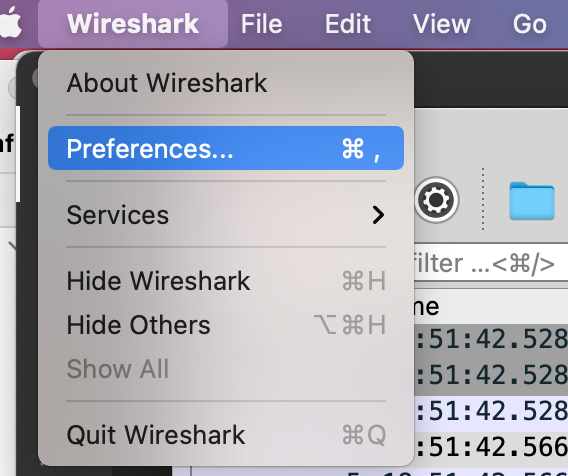 Wireshark File Edit View Go
About Wireshark
Preferences... ⌘ ,
Services
filter ...<⌘/>
Hide Wireshark ⌘H
Hide Others ⌥⌘H
:51:42.528
Show All
:51:42.528
:51:42.528
Quit Wireshark ⌘Q
:51:42.566